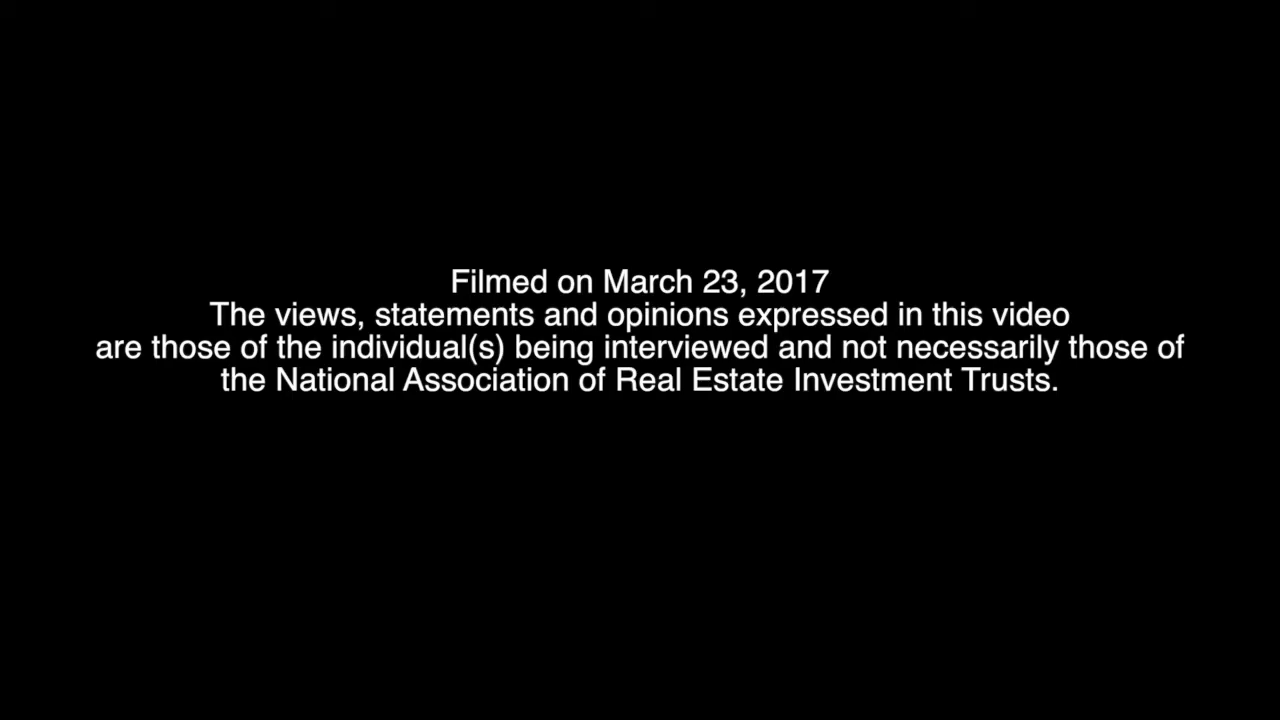 Filmed on March 23, 2017
The views, statements and opinions expressed in this video
are those of the individual(s) being interviewed and not necessarily those of
the National Association of Real Estate Investment Trusts.